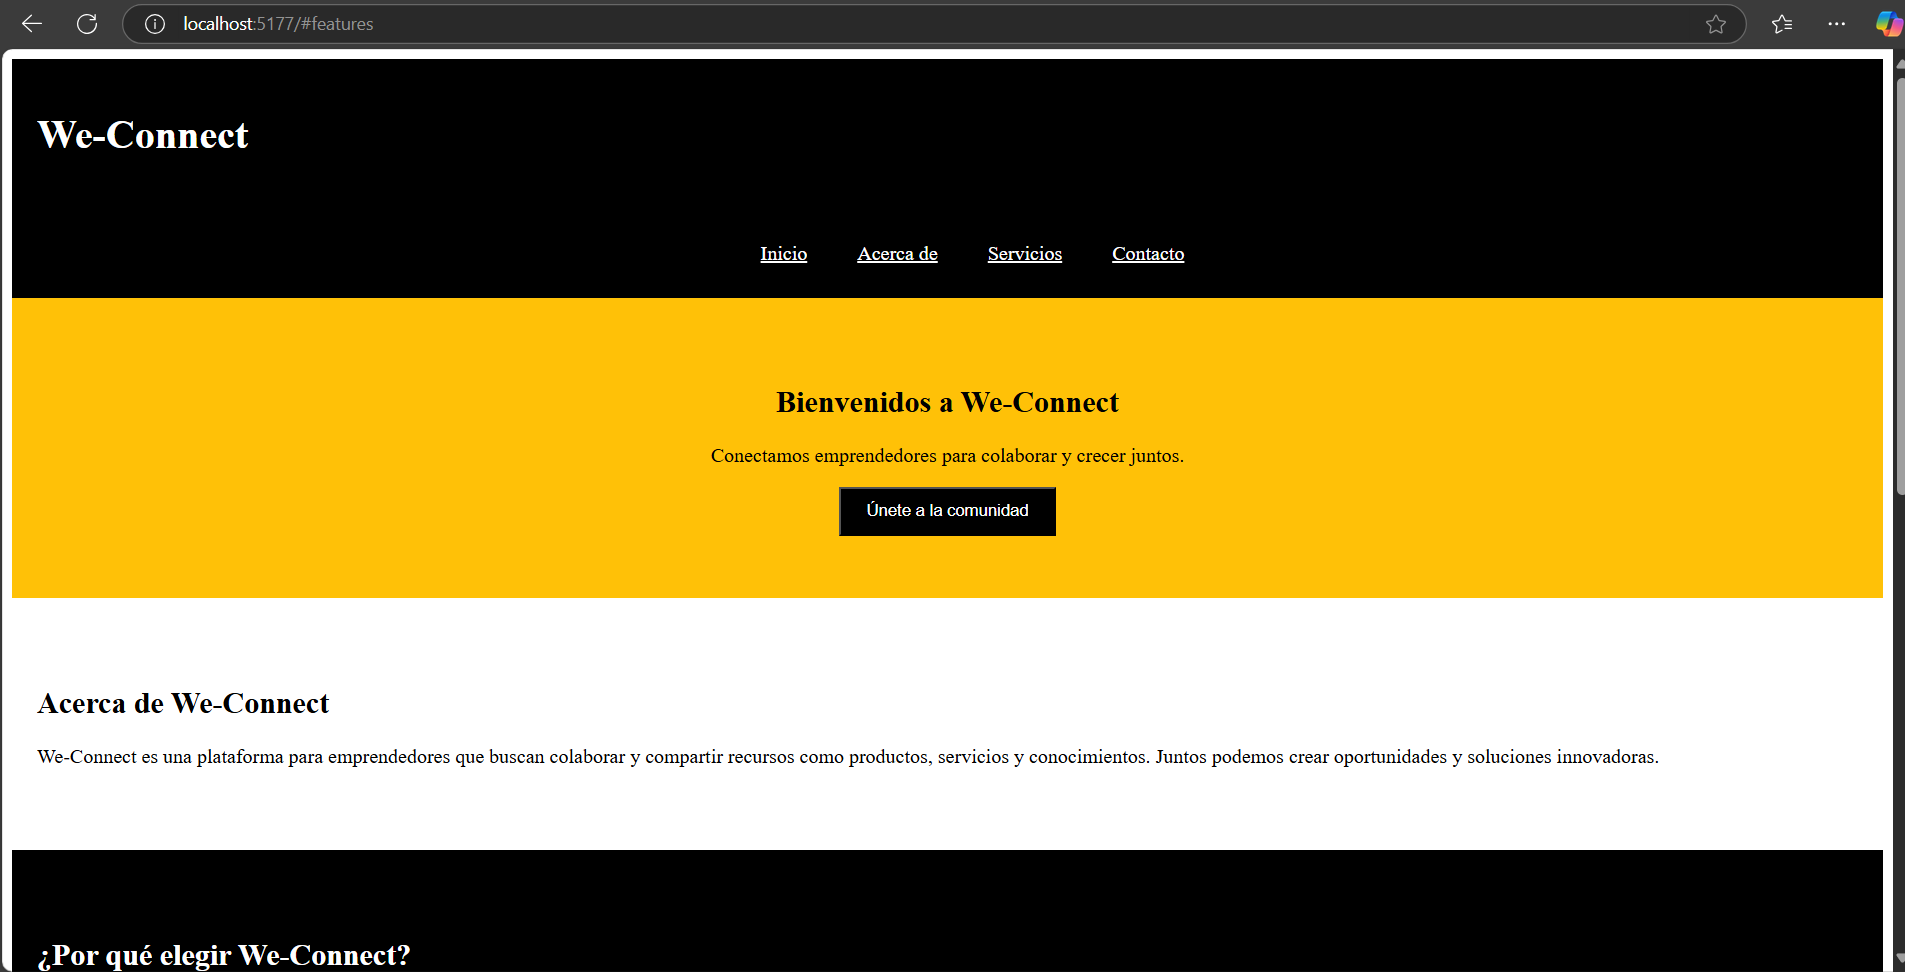 localhost:5177/#features
We-Connect
Inicio Acerca de Servicios Contacto
Bienvenidos a We-Connect
Conectamos emprendedores para colaborar y crecer juntos.
Únete a la comunidad
Acerca de We-Connect
We-Connect es una plataforma para emprendedores que buscan colaborar y compartir recursos como productos, servicios y conocimientos. Juntos podemos crear oportunidades y soluciones innovadoras.
¿Por qué elegir We-Connect?